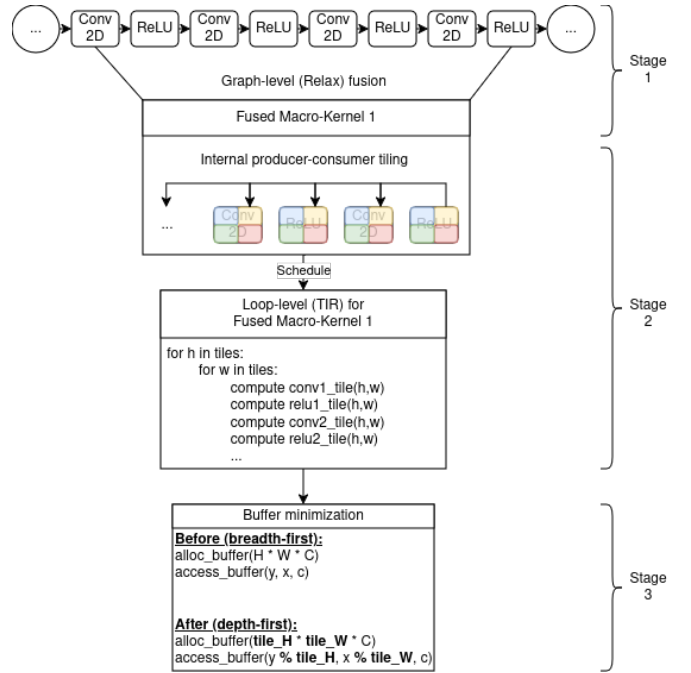 ...
Conv
2D
ReLU
Conv
2D
ReLU
Conv
2D
ReLU
Conv
2D
ReLU
...
Stage
1
Graph-level (Relax) fusion
Fused Macro-Kernel 1
Internal producer-consumer tiling
...
Conv
2D
ReLU
Conv
2D
ReLU
Schedule
Stage
2
Loop-level (TIR) for
Fused Macro-Kernel 1
for h in tiles:
for w in tiles:
compute conv1_tile(h,w)
compute relu1_tile(h,w)
compute conv2_tile(h,w)
compute relu2_tile(h,w)
...
Buffer minimization
Before (breadth-first):
alloc_buffer(H * W * C)
access_buffer(y, x, c)
Stage
3
After (depth-first):
alloc_buffer(tile_H * tile_W * C)
access_buffer(y % tile_H, x % tile_W, c)